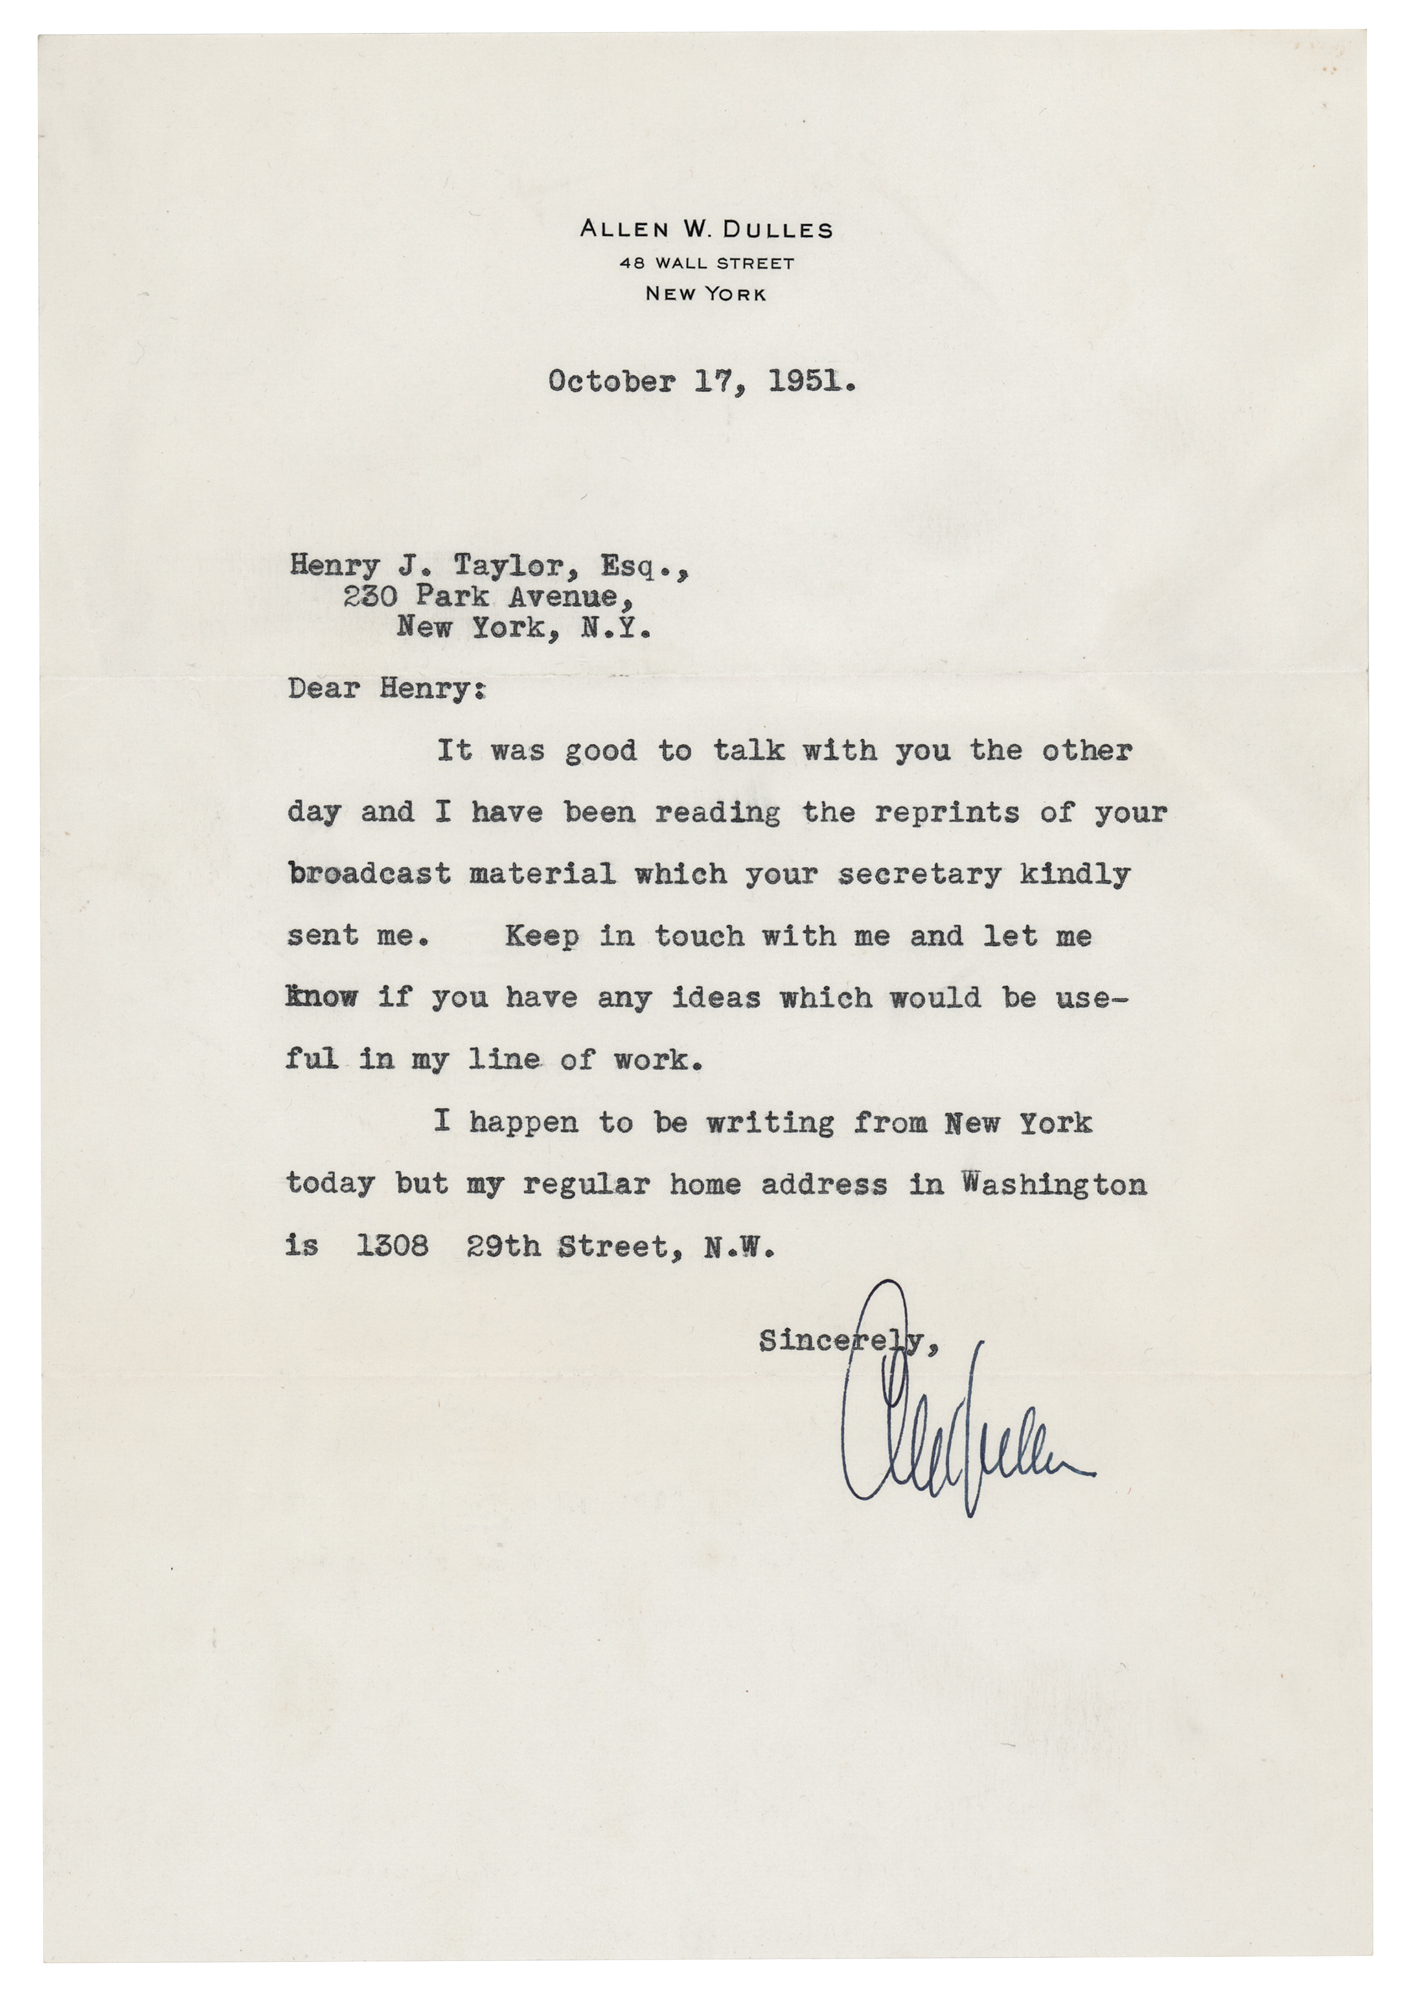 ALLEN W. DULLES
48 WALL STREET
NEW YORK
October 17, 1951.
Henry J. Taylor, Esq.,
230 Park Avenue,
New York, N.Y.
Dear Henry:
It was good to talk with you the other
day and I have been reading the reprints of your
broadcast material which your secretary kindly
sent me. Keep in touch with me and let me
know if you have any ideas which would be use-
ful in my line of work.
I happen to be writing from New York
today but my regular home address in Washington
is 1308 29th Street, N.W.
Sincerely,
Allen Dulles